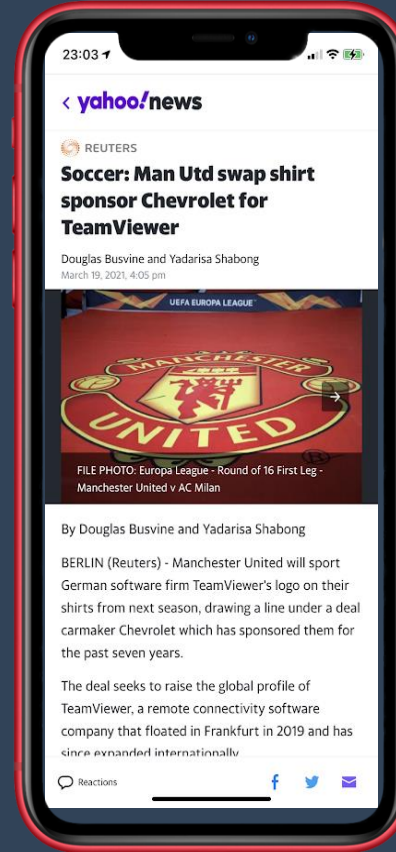 23:03
yahoo!news
REUTERS
Soccer: Man Utd swap shirt
sponsor Chevrolet for
TeamViewer
Douglas Busvine and Yadarisa Shabong
March 19, 2021, 4:05 pm
UEFA EUROPA LEAGUE
MANCHESTER
UNITED
FILE PHOTO: Europa League - Round of 16 First Leg -
Manchester United v AC Milan
By Douglas Busvine and Yadarisa Shabong
BERLIN (Reuters) - Manchester United will sport
German software firm TeamViewer's logo on their
shirts from next season, drawing a line under a deal
carmaker Chevrolet which has sponsored them for
the past seven years.
The deal seeks to raise the global profile of
TeamViewer, a remote connectivity software
company that floated in Frankfurt in 2019 and has
since expanded internationally
Reactions